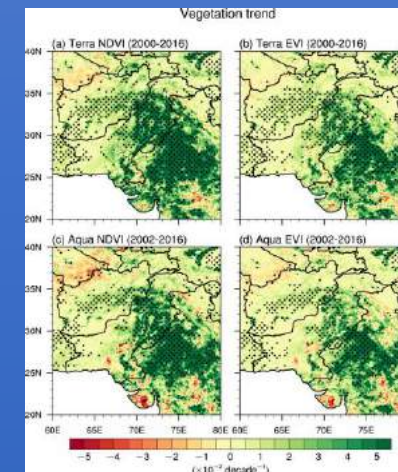 Vegetation trend
(a) Terra NDVI (2000-2016)
(b) Terra EVI (2000-2016)
40N
35N
30N
25N
20N
(c) Aqua NDVI (2002-2016)
(d) Aqua EVI (2002-2016)
40N
35N
30N
25N
20N
60E 65E 70E 75E 60E 65E 70E 75E
−5 −4 −3 −2 −1 0 1 2 3 4 5
(×10⁻² decade⁻¹)